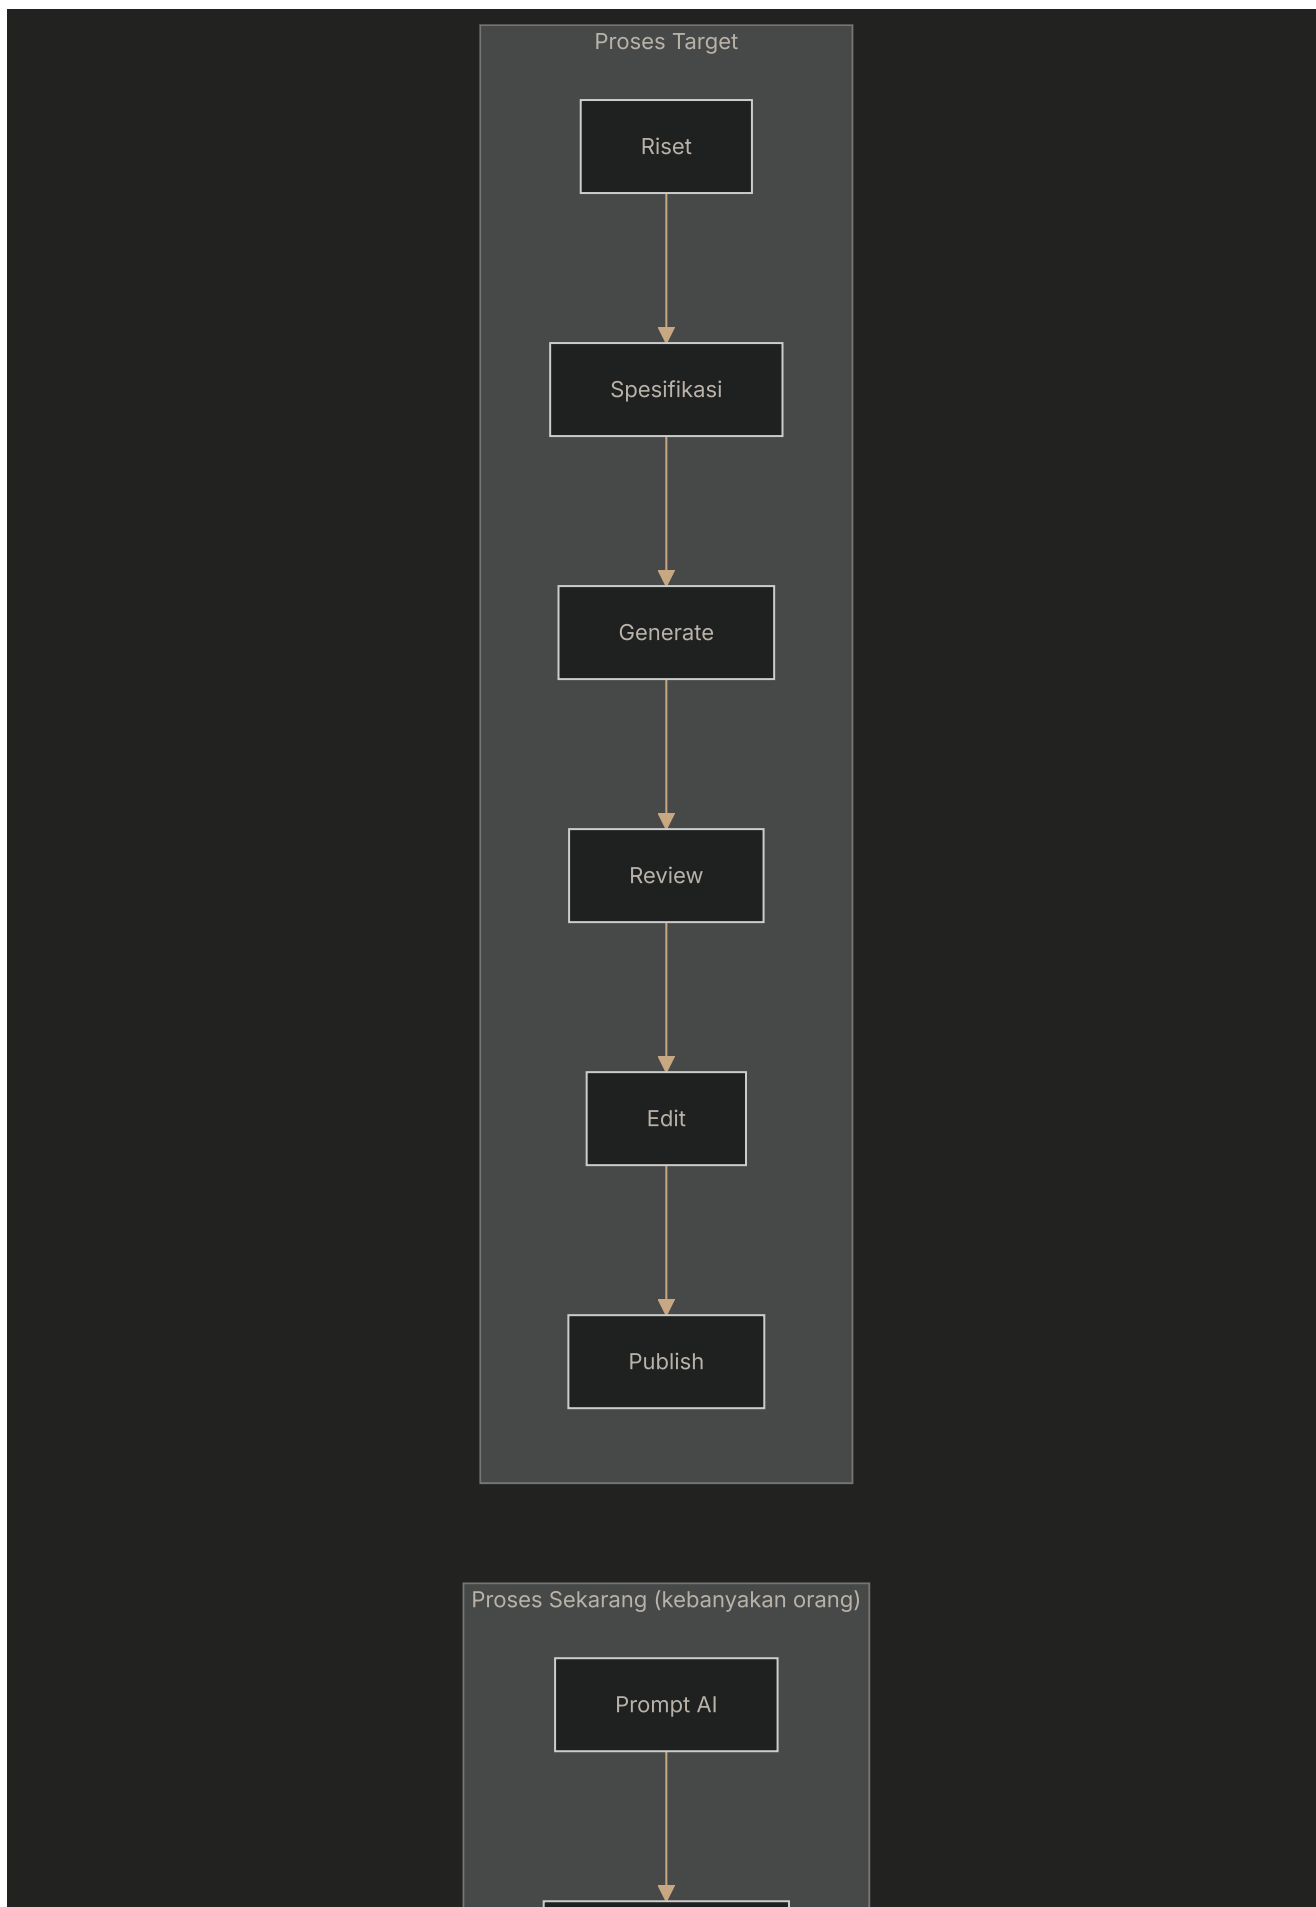 Proses Target
Riset
Spesifikasi
Generate
Review
Edit
Publish
Proses Sekarang (kebanyakan orang)
Prompt AI